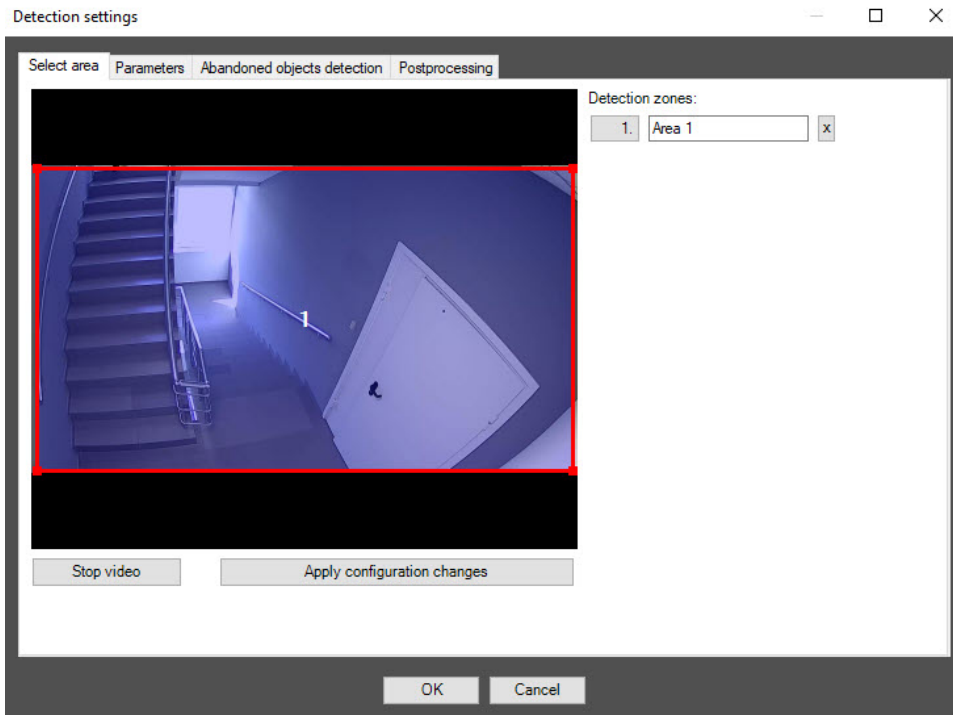 Detection settings
Select area
Parameters
Abandoned objects detection
Postprocessing
Detection zones:
1.
Area 1
x
1
Stop video
Apply configuration changes
OK
Cancel